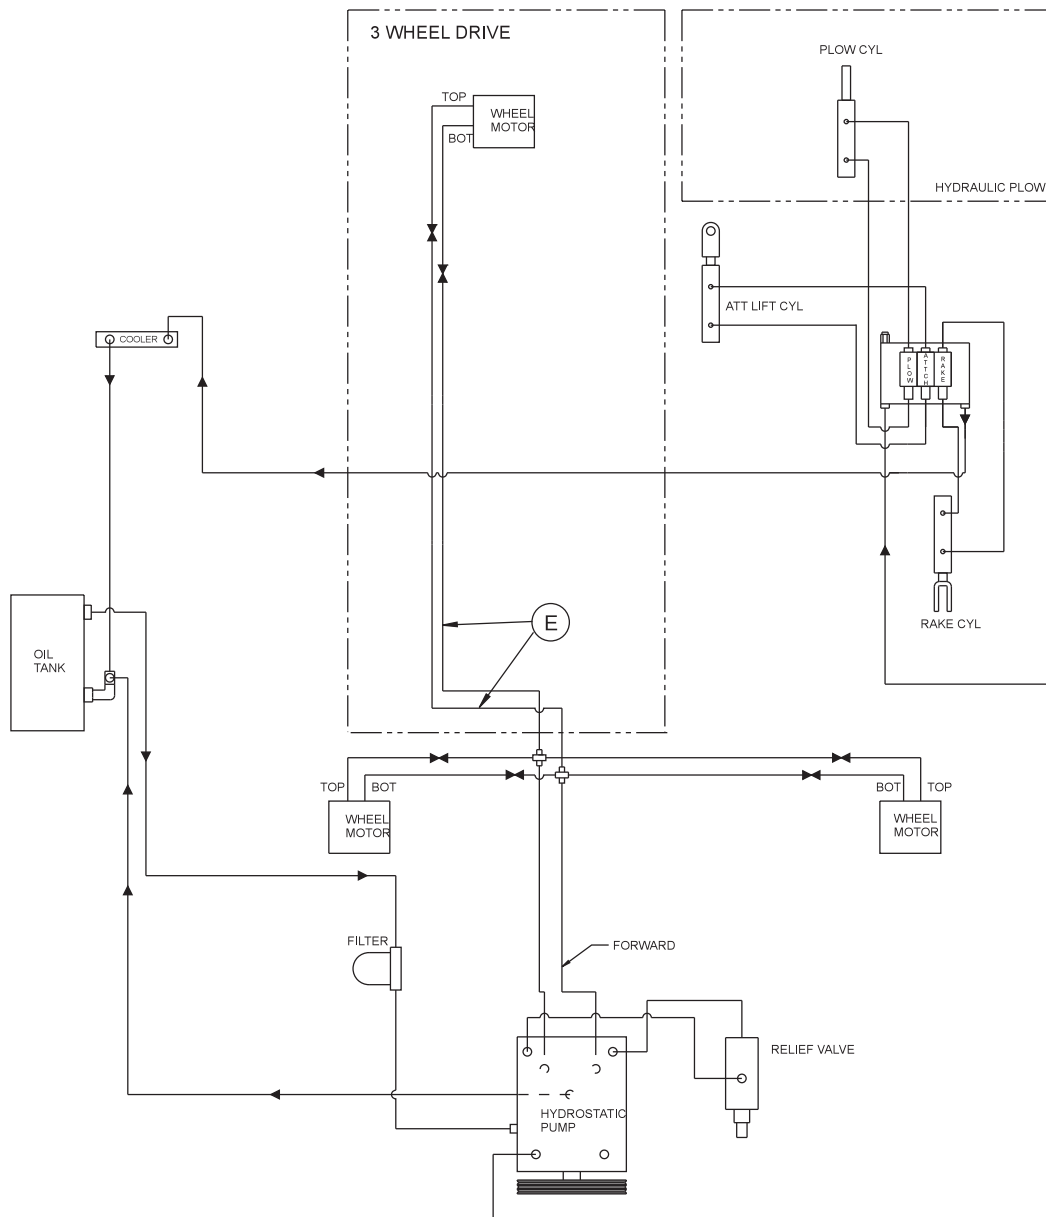 3 WHEEL DRIVE
PLOW CYL
TOP
WHEEL
MOTOR
BOT
HYDRAULIC PLOW
ATT LIFT CYL
COOLER
PLOW
ATTCH
RAKE
E
RAKE CYL
OIL
TANK
TOP
BOT
BOT
TOP
WHEEL
MOTOR
WHEEL
MOTOR
FILTER
FORWARD
RELIEF VALVE
HYDROSTATIC
PUMP